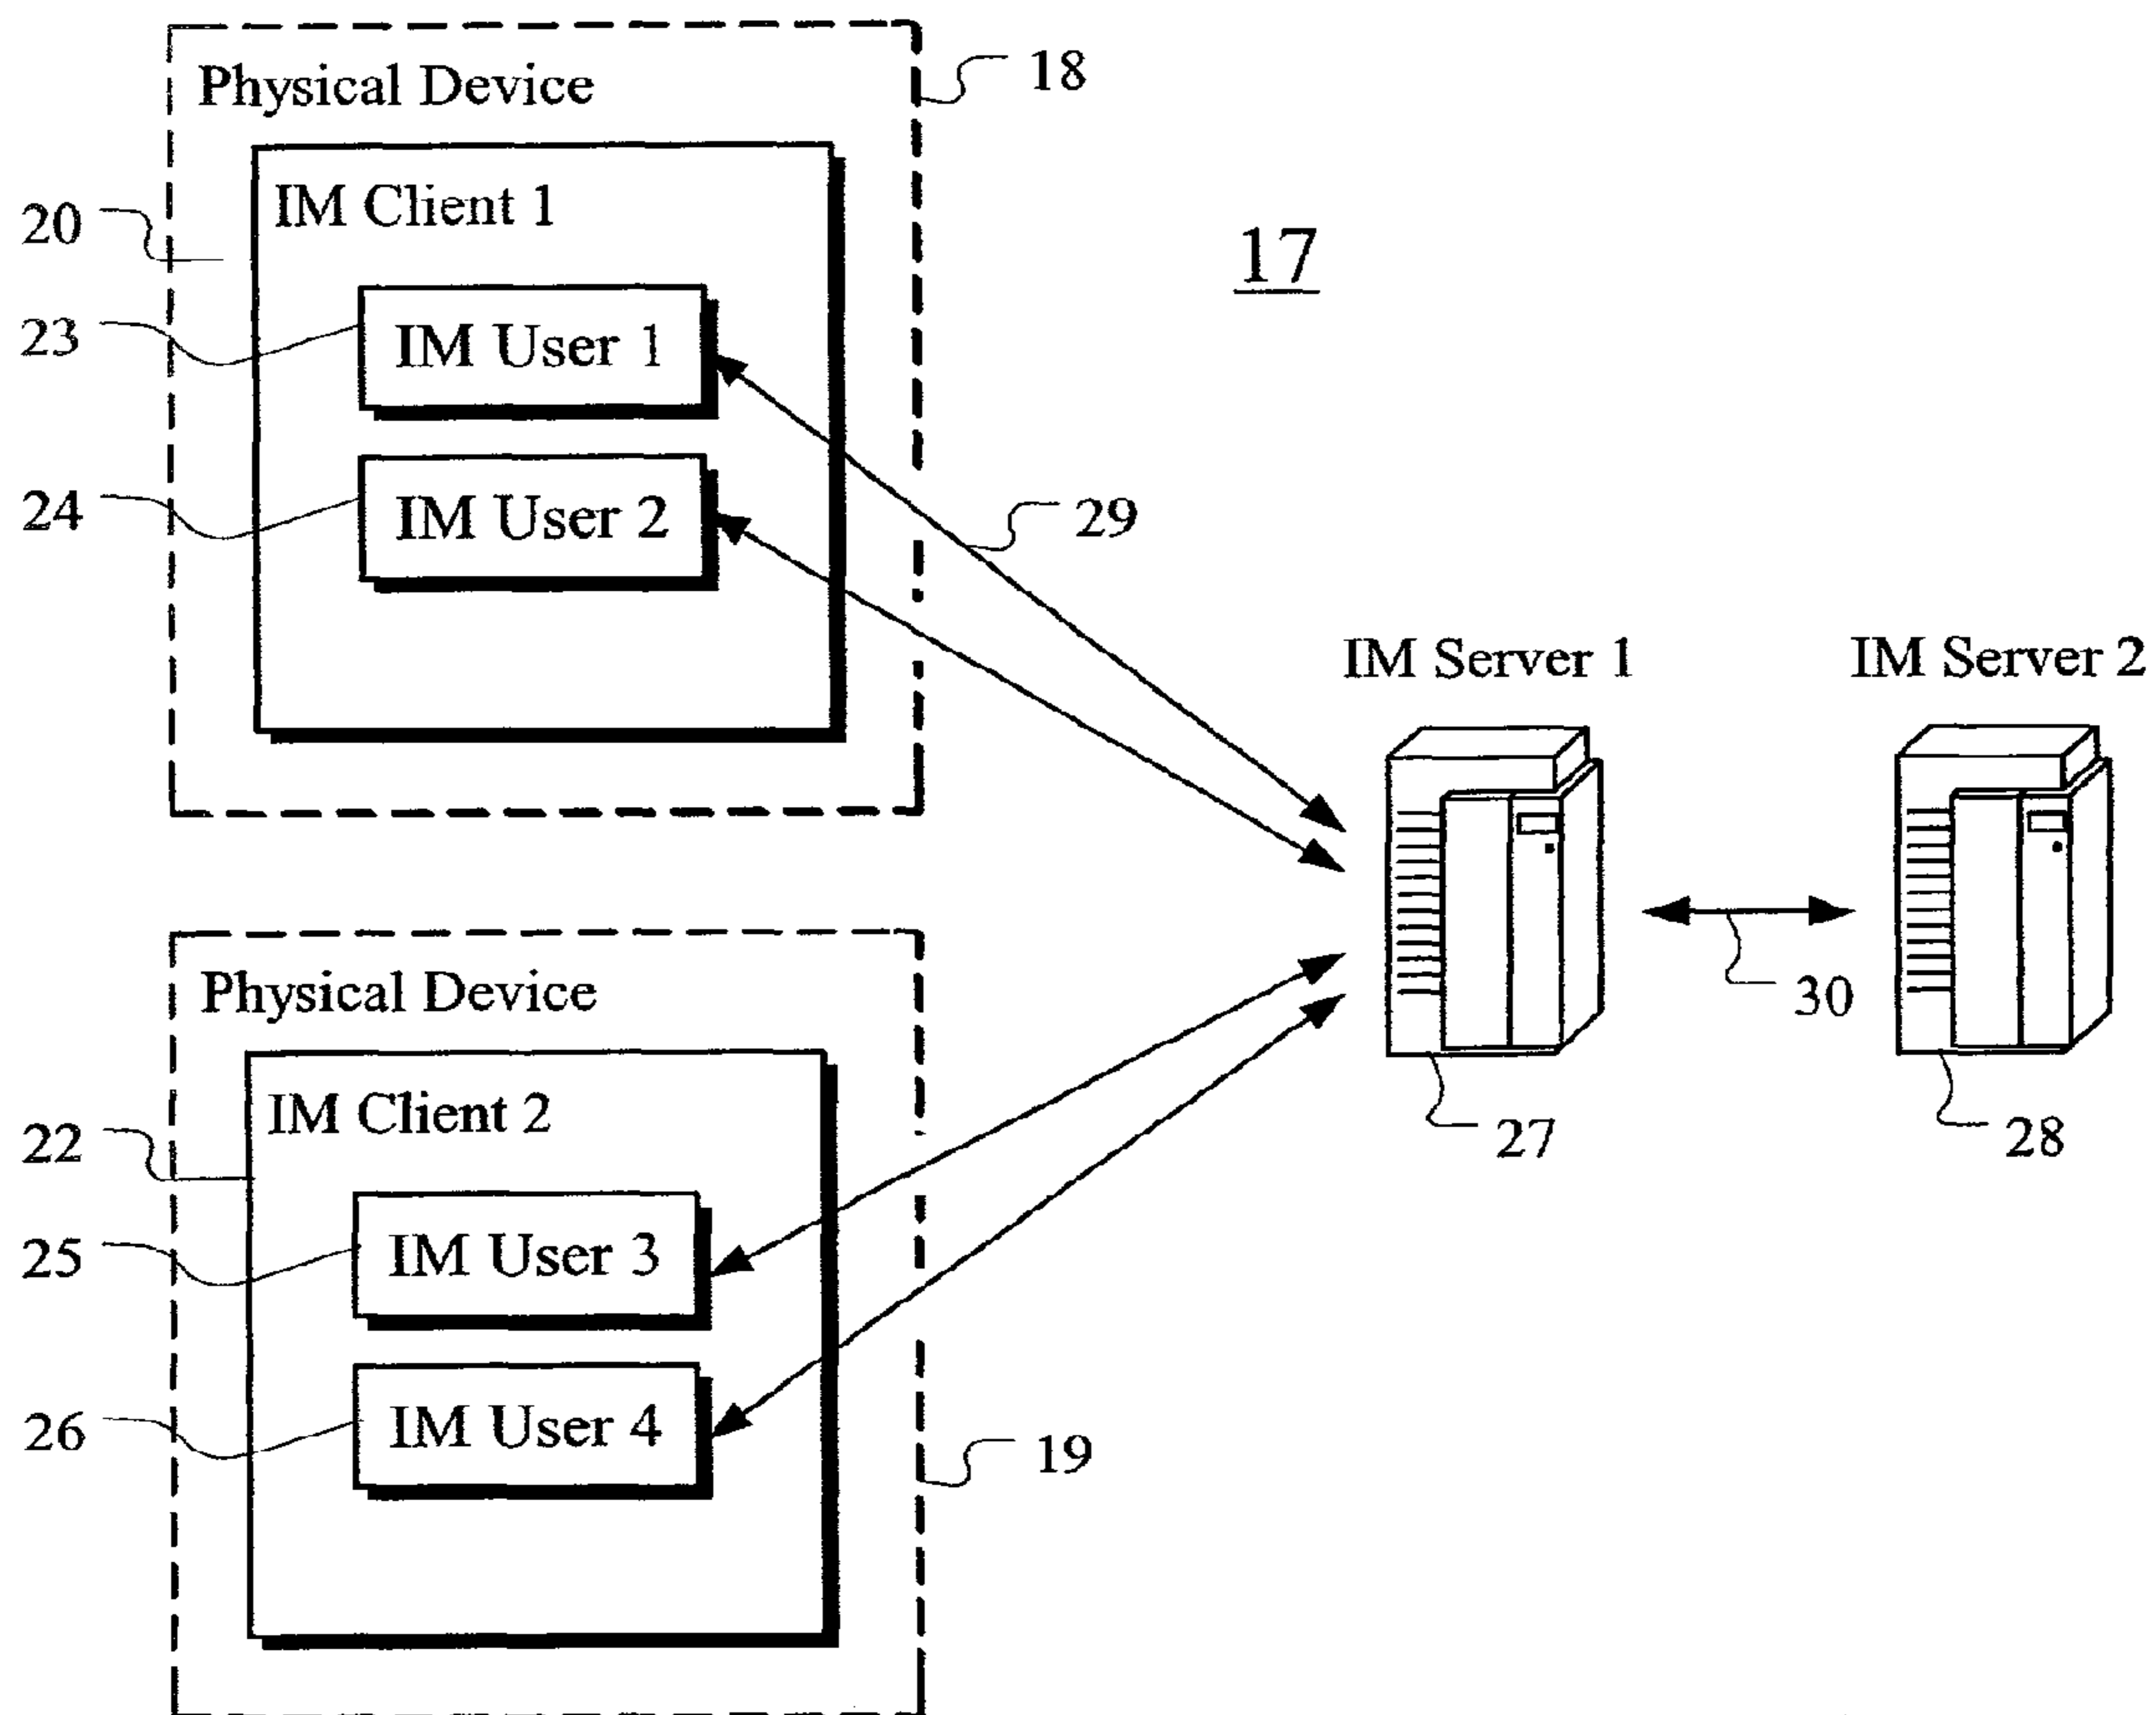 Physical Device
18
IM Client 1
20
17
23
IM User 1
24
IM User 2
29
IM Server 1
IM Server 2
Physical Device
30
IM Client 2
22
27
28
25
IM User 3
26
IM User 4
19